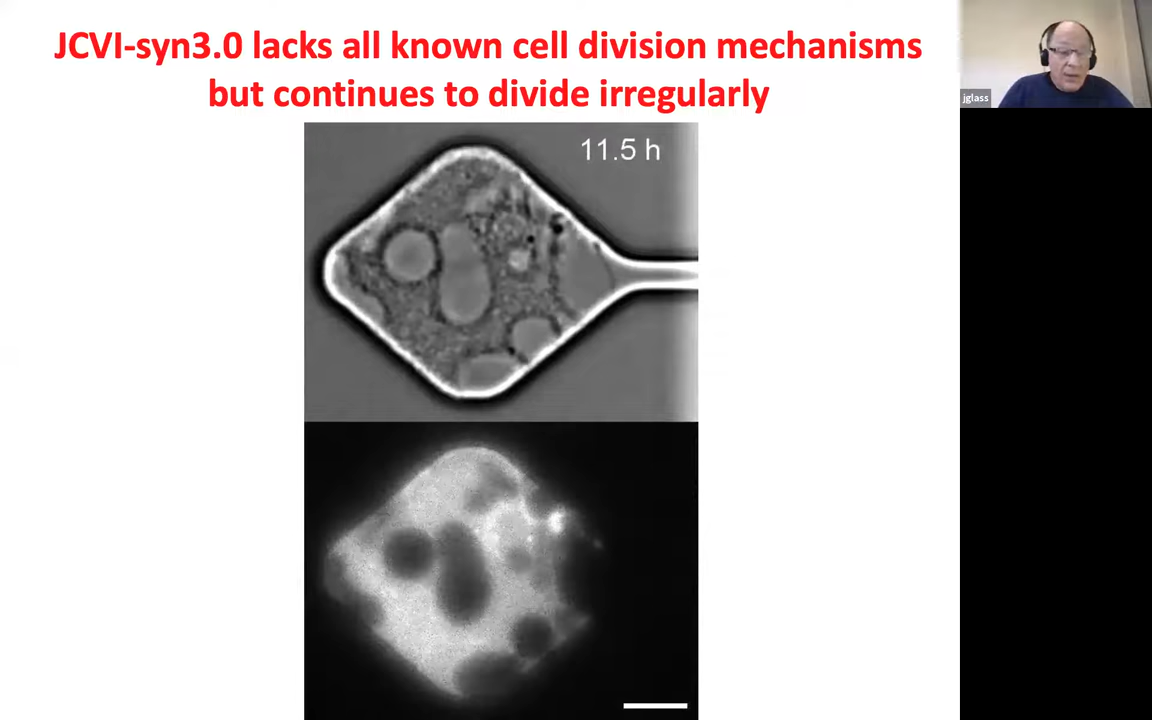 JCVI-syn3.0 lacks all known cell division mechanisms
but continues to divide irregularly
jglass
11.5 h